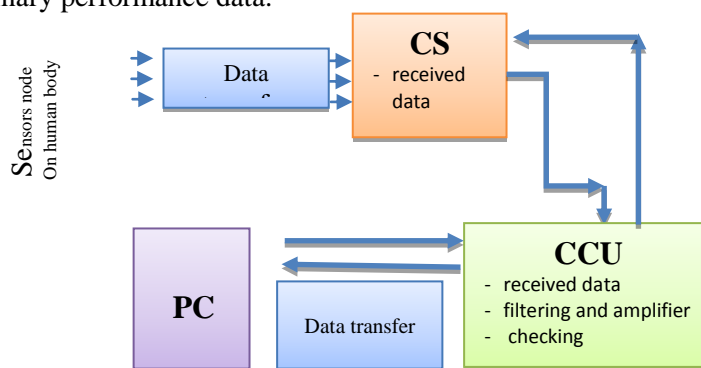 performance data.
CS
- received
data
Data
Sensors node
On human body
CCU
- received data
- filtering and amplifier
- checking
PC
Data transfer